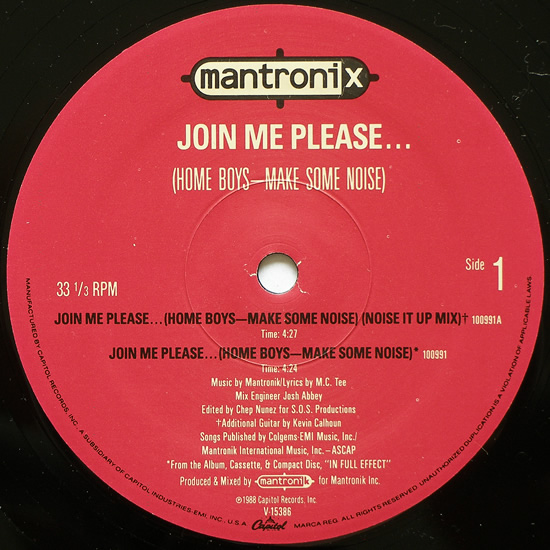 mantronix
JOIN ME PLEASE...
(HOME BOYS—MAKE SOME NOISE)
Side 1
33 1/3 RPM
JOIN ME PLEASE...(HOME BOYS—MAKE SOME NOISE) (NOISE IT UP MIX)† 100991A
Time: 4:27
JOIN ME PLEASE...(HOME BOYS—MAKE SOME NOISE)* 100991
Time: 4:24
Music by Mantronik/Lyrics by M.C. Tee
Mix Engineer Josh Abbey
Edited by Chep Nunez for S.O.S. Productions
†Additional Guitar by Kevin Calhoun
Songs Published by Colgems-EMI Music, Inc./
Mantronik International Music, Inc.–ASCAP
*From the Album, Cassette, & Compact Disc, "IN FULL EFFECT"
Produced & Mixed by mantronik for Mantronix Inc.
℗1988 Capitol Records, Inc.
V-15386
Capitol
MANUFACTURED BY CAPITOL RECORDS, INC., A SUBSIDIARY OF CAPITOL INDUSTRIES-EMI, INC., U.S.A. MARCA REG. ALL RIGHTS RESERVED. UNAUTHORIZED DUPLICATION IS A VIOLATION OF APPLICABLE LAWS.